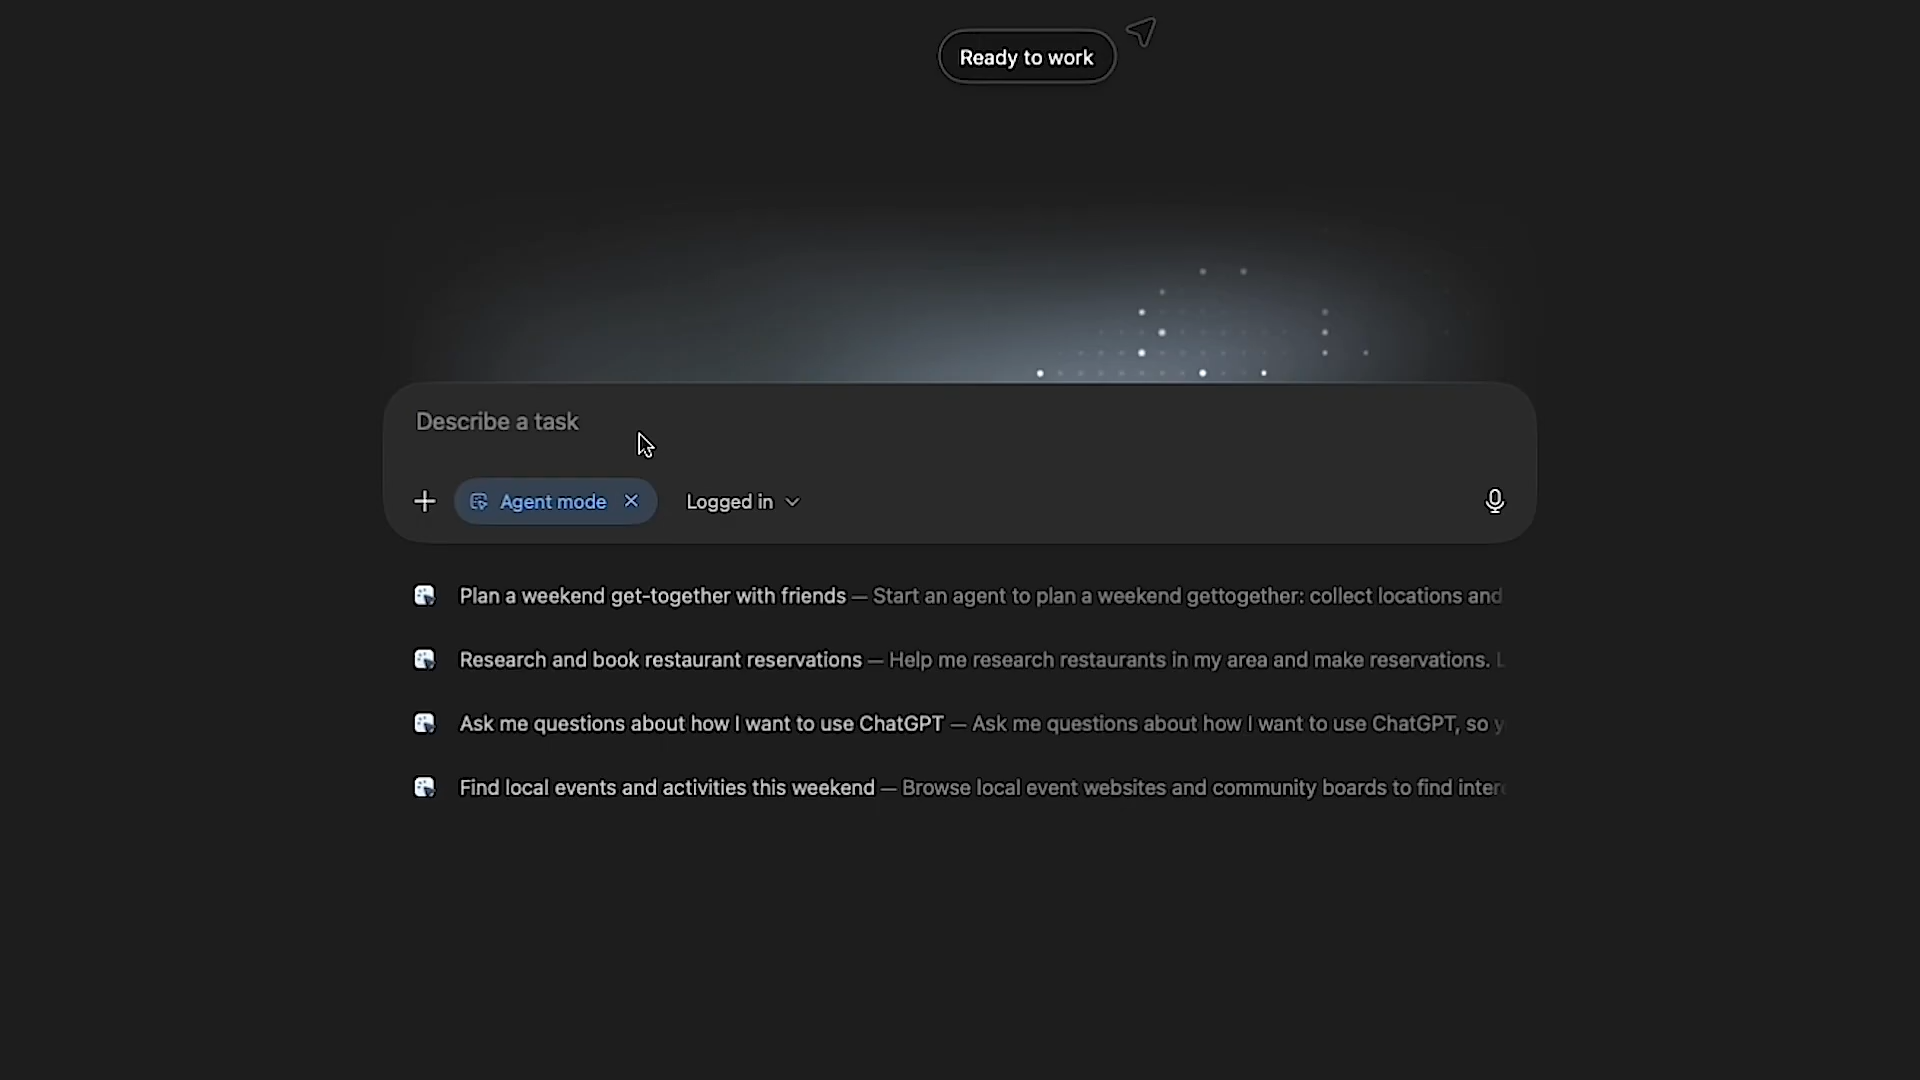 Ready to work
Describe a task
Agent mode
Logged in
Plan a weekend get-together with friends — Start an agent to plan a weekend gettogether: collect locations and
Research and book restaurant reservations — Help me research restaurants in my area and make reservations.
Ask me questions about how I want to use ChatGPT — Ask me questions about how I want to use ChatGPT, so
Find local events and activities this weekend — Browse local event websites and community boards to find